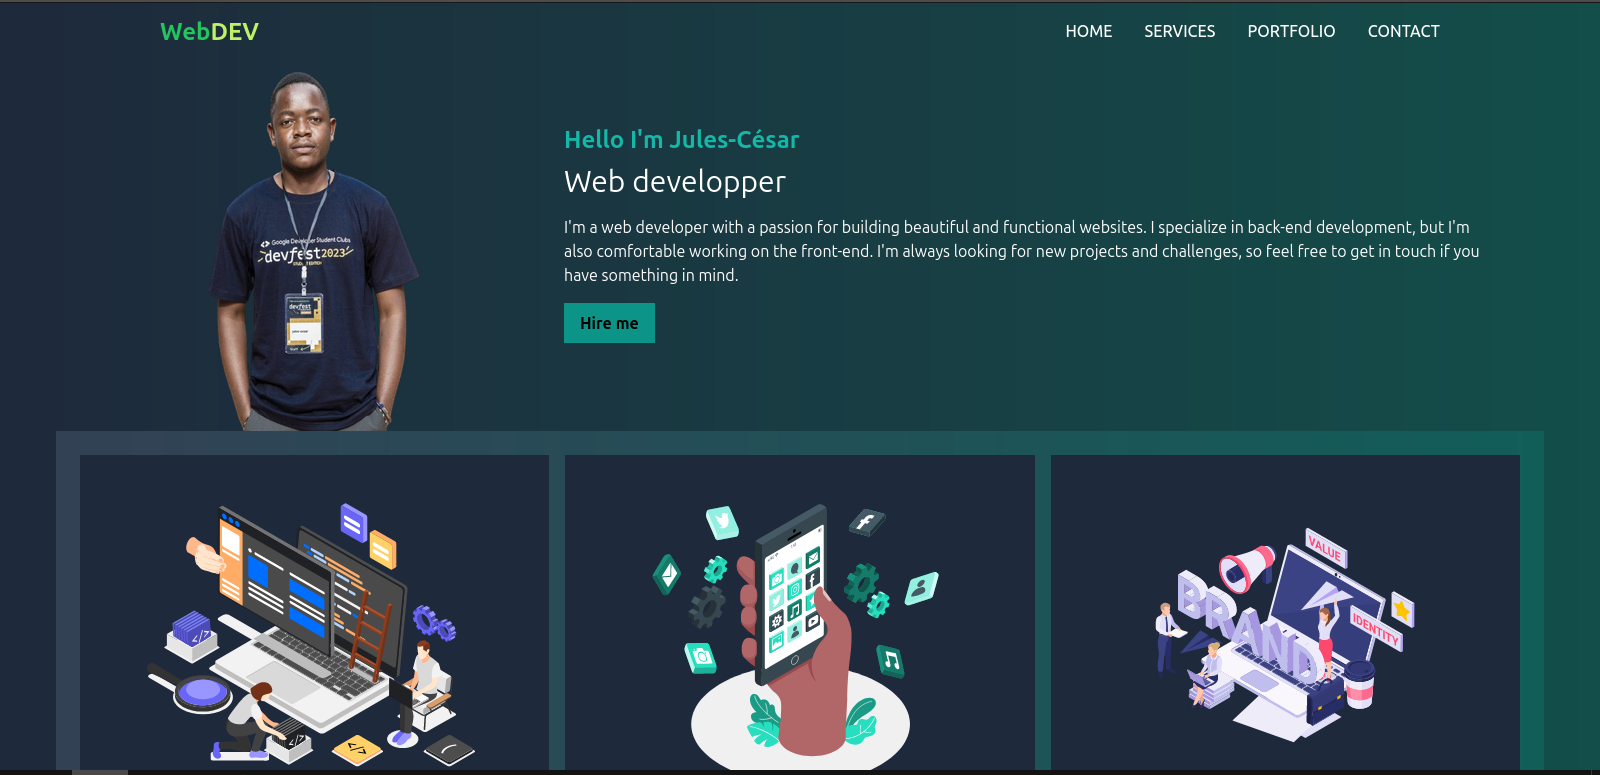 WebDEV
HOME SERVICES PORTFOLIO CONTACT
Hello I'm Jules-César
Web developper
I'm a web developer with a passion for building beautiful and functional websites. I specialize in back-end development, but I'm
also comfortable working on the front-end. I'm always looking for new projects and challenges, so feel free to get in touch if you
have something in mind.
Hire me
Google Developer Student Clubs
devfest2023
STUDENT EDITION
devfest
VALUE
BRAND
IDENTITY